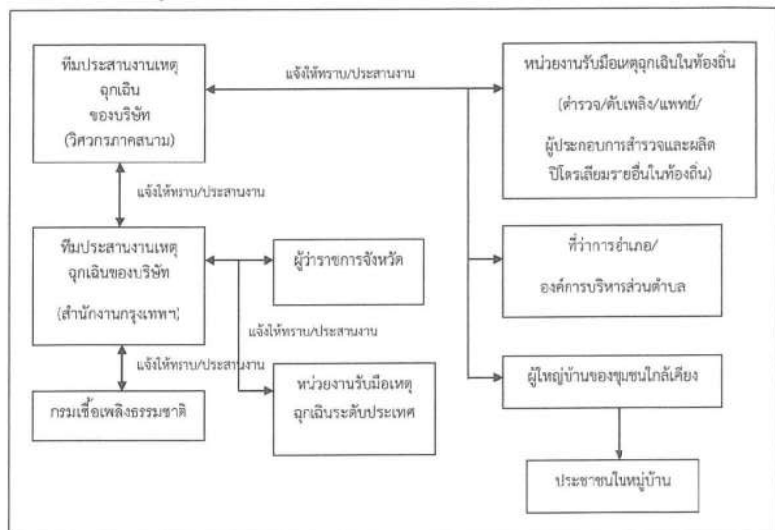 ทีมประสานงานเหตุ
ฉุกเฉิน
ของบริษัท
(วิศวกรภาคสนาม)
แจ้งให้ทราบ/ประสานงาน
หน่วยงานรับมือเหตุฉุกเฉินในท้องถิ่น
(ตำรวจ/ดับเพลิง/แพทย์/
ผู้ประกอบการสำรวจและผลิต
ปิโตรเลียมรายอื่นในท้องถิ่น)
แจ้งให้ทราบ/ประสานงาน
ทีมประสานงานเหตุ
ฉุกเฉินของบริษัท
(สำนักงานกรุงเทพฯ)
ผู้ว่าราชการจังหวัด
ที่ว่าการอำเภอ/
องค์การบริหารส่วนตำบล
แจ้งให้ทราบ/ประสานงาน
แจ้งให้ทราบ/ประสานงาน
กรมเชื้อเพลิงธรรมชาติ
หน่วยงานรับมือเหตุ
ฉุกเฉินระดับประเทศ
ผู้ใหญ่บ้านของชุมชนใกล้เคียง
ประชาชนในหมู่บ้าน